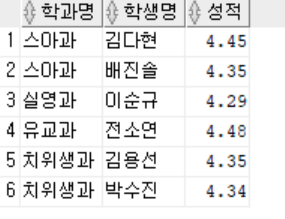 학과명 학생명 성적
1 스아과 김다현 4.45
2 스아과 배진솔 4.35
3 실영과 이순규 4.29
4 유교과 전소연 4.48
5 치위생과 김용선 4.35
6 치위생과 박수진 4.34